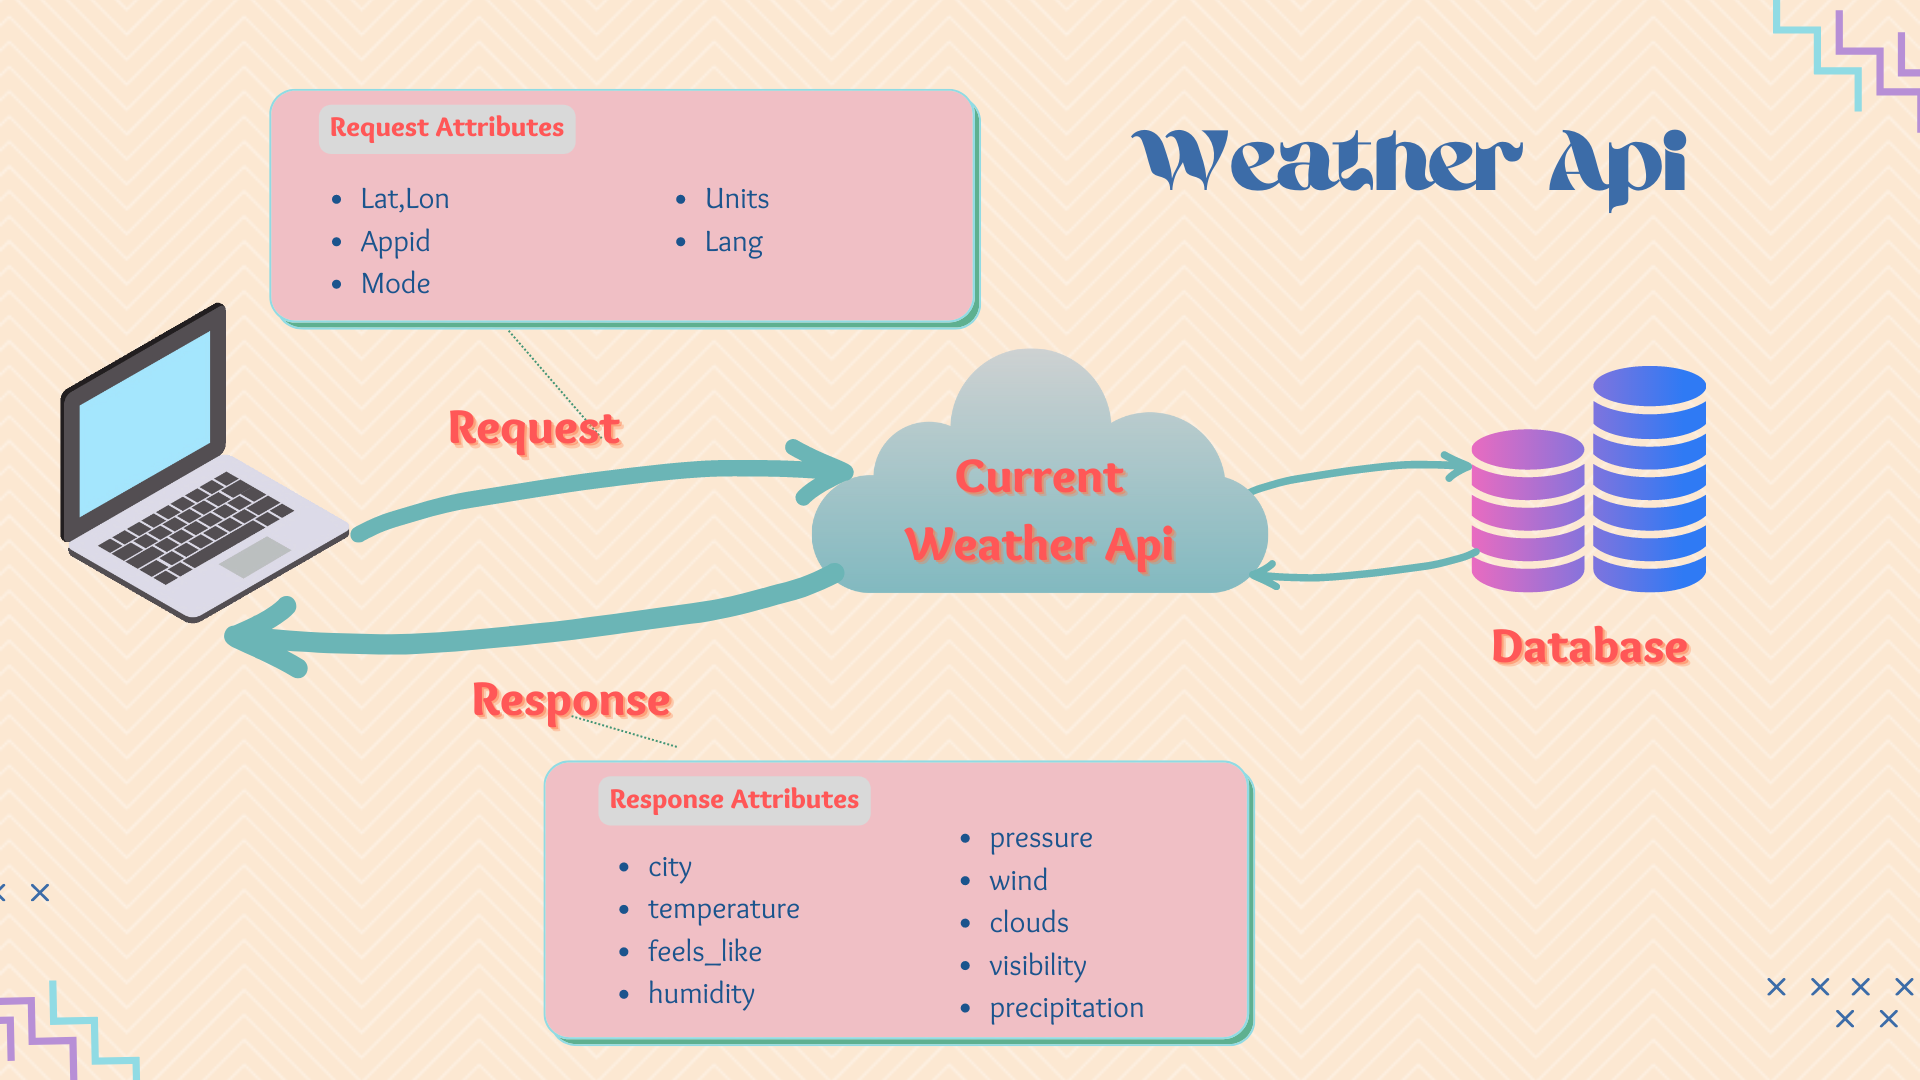 Weather Api
Request Attributes
Lat,Lon
Appid
Mode
Units
Lang
Request
Current
Weather Api
Database
Response
Response Attributes
city
temperature
feels_like
humidity
pressure
wind
clouds
visibility
precipitation